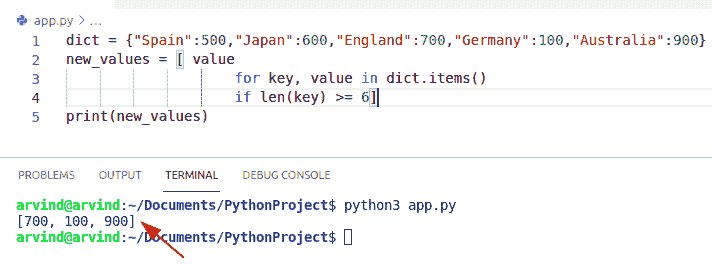 app.py > ...
1 dict = {"Spain":500,"Japan":600,"England":700,"Germany":100,"Australia":900}
2 new_values = [ value
3 for key, value in dict.items()
4 if len(key) >= 6]
5 print(new_values)
PROBLEMS OUTPUT TERMINAL DEBUG CONSOLE
arvind@arvind:~/Documents/PythonProject$ python3 app.py
[700, 100, 900]
arvind@arvind:~/Documents/PythonProject$